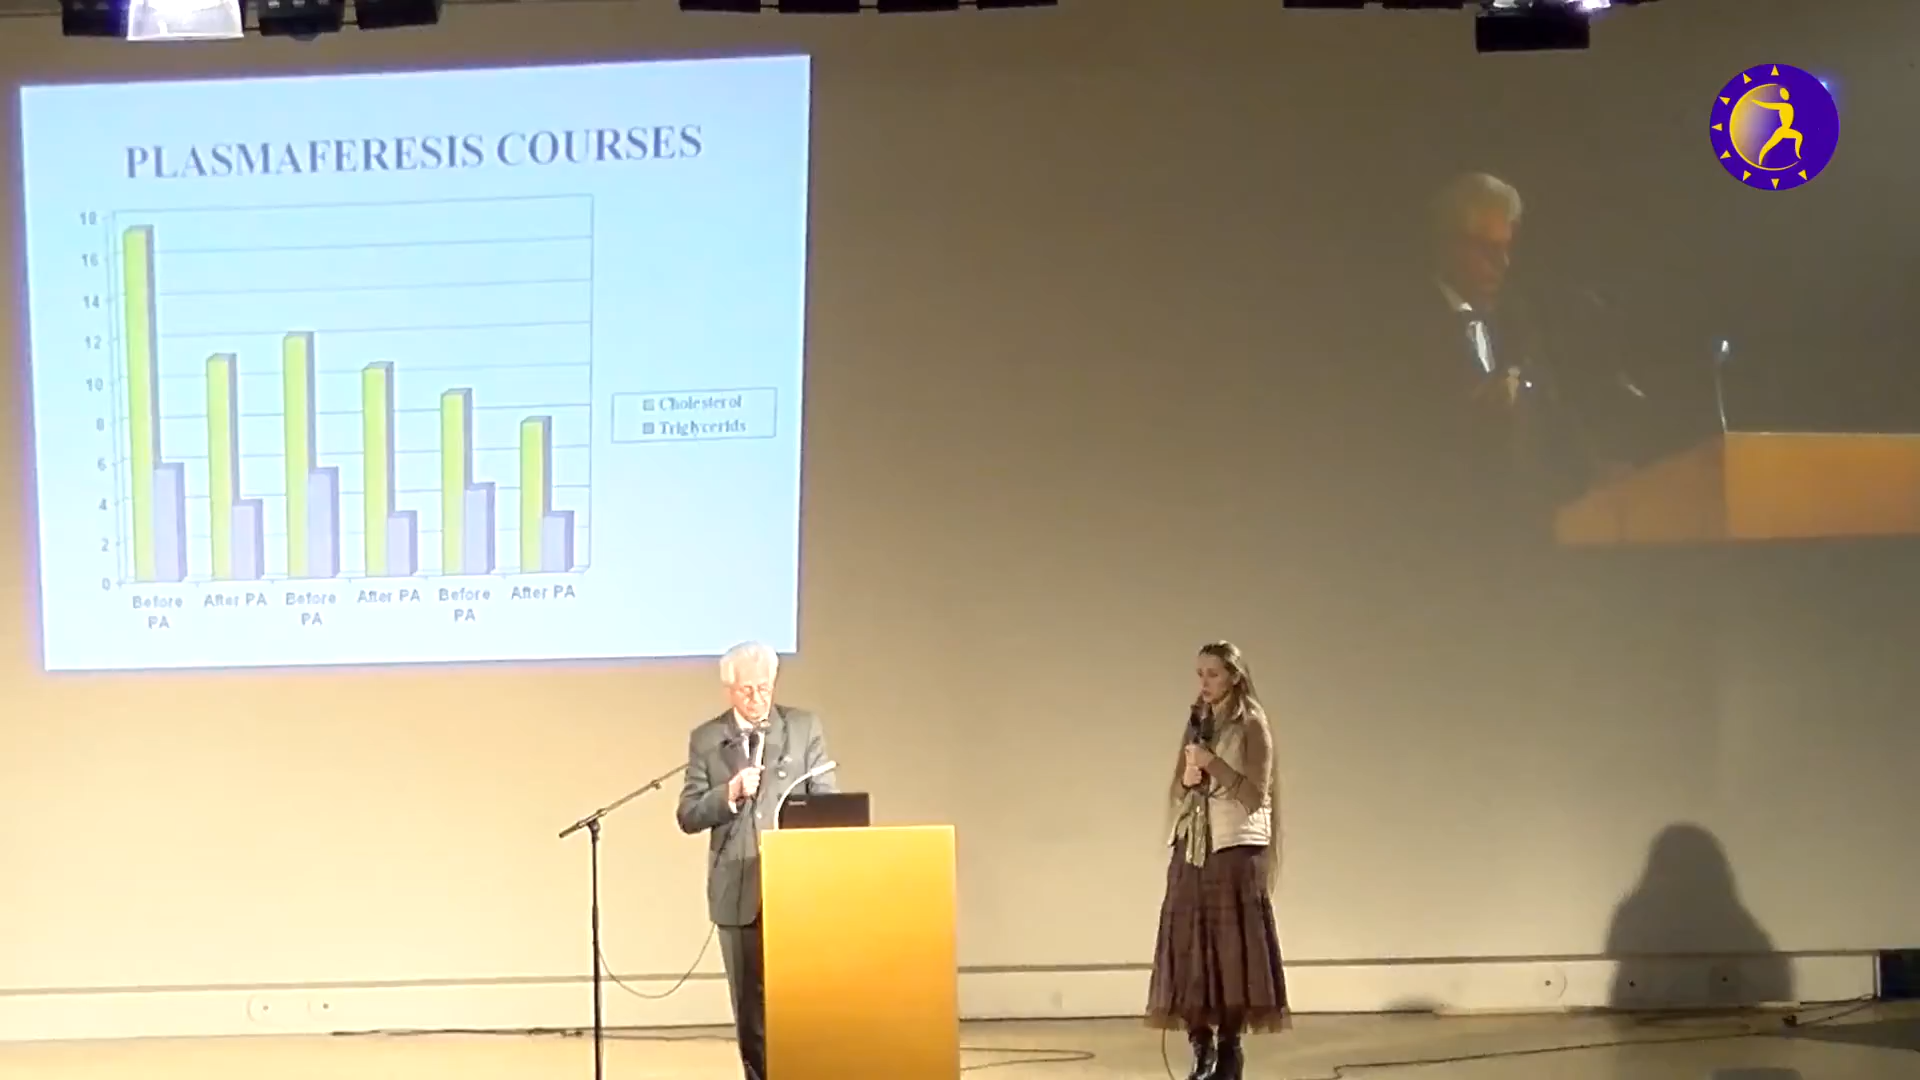 PLASMAFERESIS COURSES
18
16
14
12
10
8
6
4
2
0
Before PA
After PA
Before PA
After PA
Before PA
After PA
Cholesterol
Triglycerids